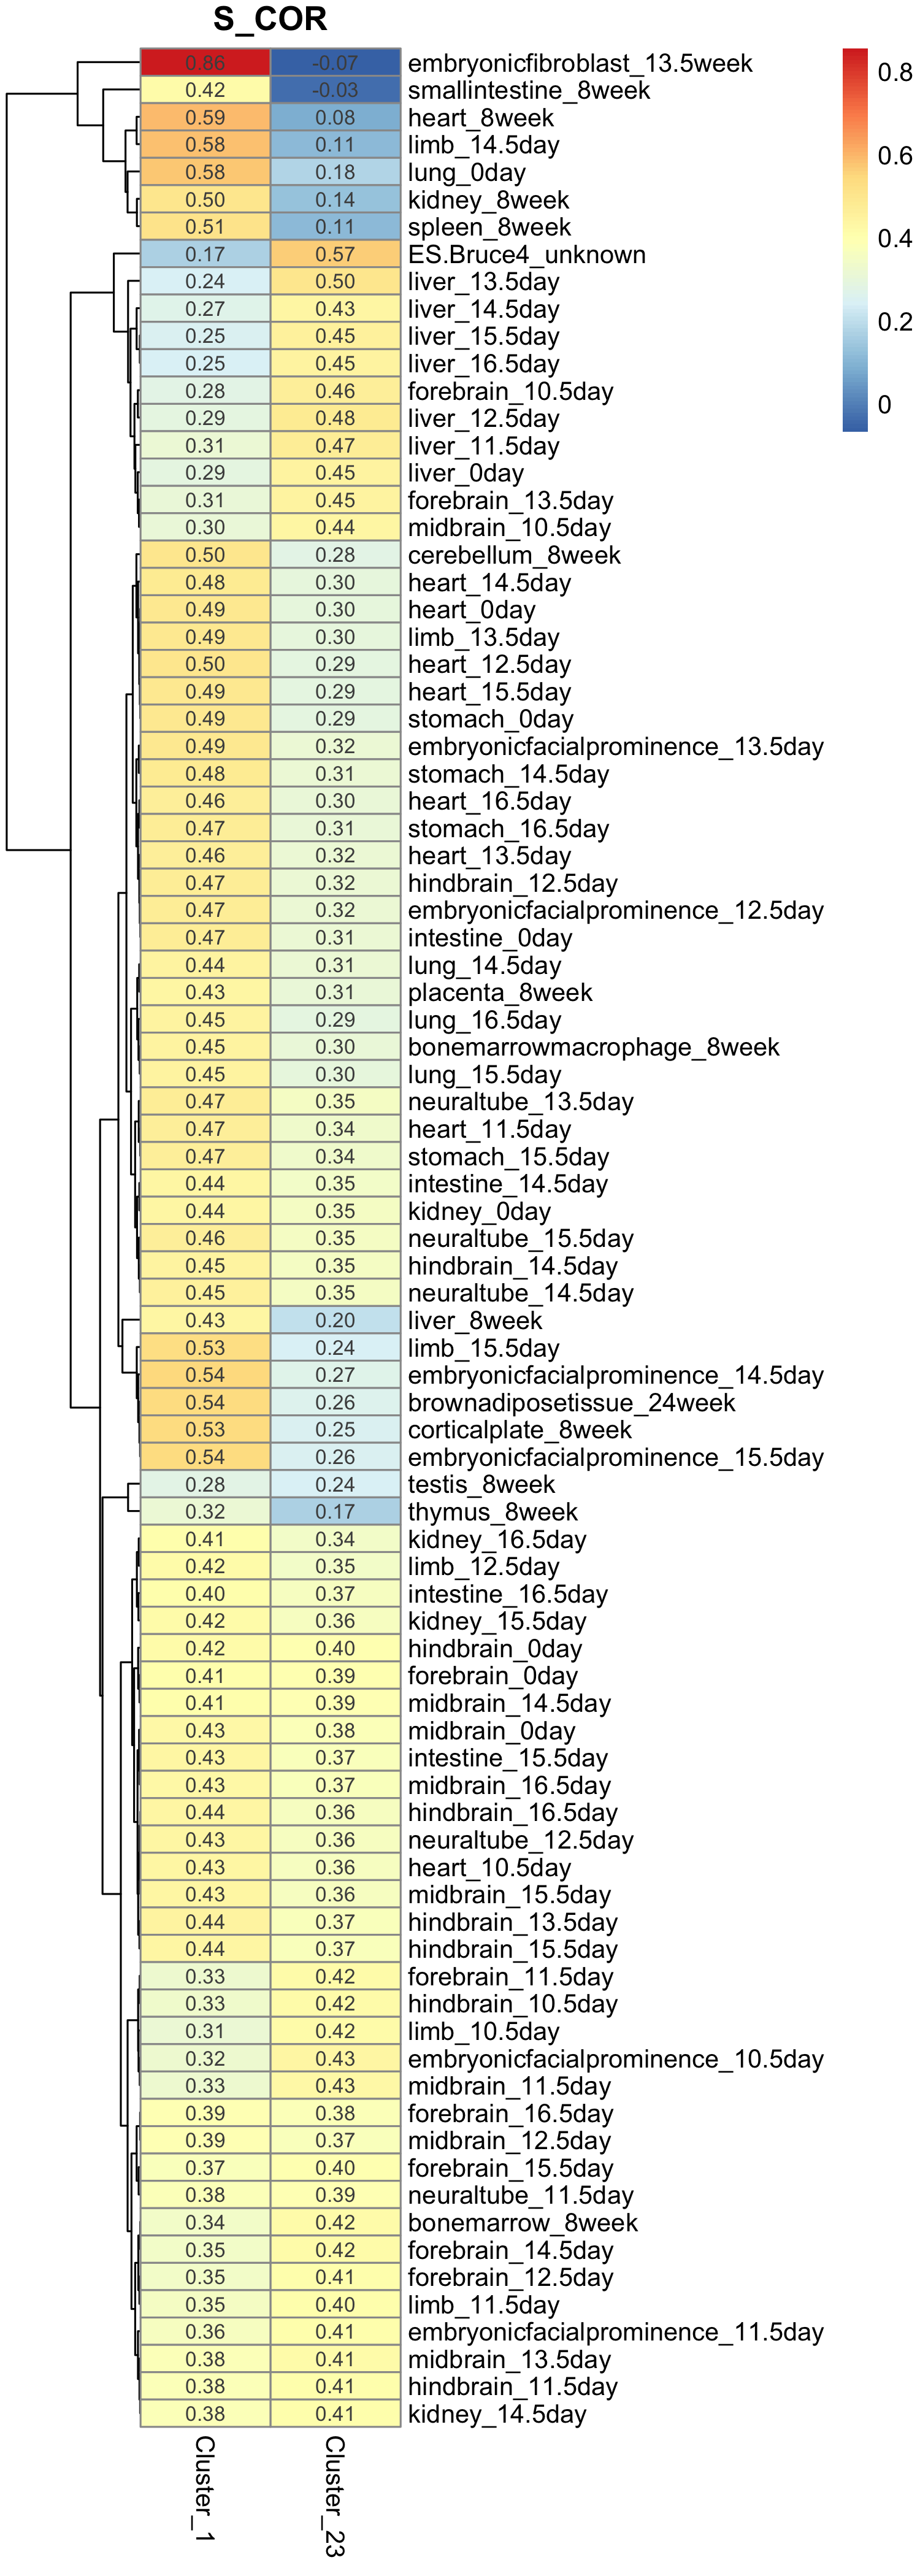 S_COR
0.86 -0.07 embryonicfibroblast_13.5week
0.42 -0.03 smallintestine_8week
0.59 0.08 heart_8week
0.58 0.11 limb_14.5day
0.58 0.18 lung_0day
0.50 0.14 kidney_8week
0.51 0.11 spleen_8week
0.17 0.57 ES.Bruce4_unknown
0.24 0.50 liver_13.5day
0.27 0.43 liver_14.5day
0.25 0.45 liver_15.5day
0.25 0.45 liver_16.5day
0.28 0.46 forebrain_10.5day
0.29 0.48 liver_12.5day
0.31 0.47 liver_11.5day
0.29 0.45 liver_0day
0.31 0.45 forebrain_13.5day
0.30 0.44 midbrain_10.5day
0.50 0.28 cerebellum_8week
0.48 0.30 heart_14.5day
0.49 0.30 heart_0day
0.49 0.30 limb_13.5day
0.50 0.29 heart_12.5day
0.49 0.29 heart_15.5day
0.49 0.29 stomach_0day
0.49 0.32 embryonicfacialprominence_13.5day
0.48 0.31 stomach_14.5day
0.46 0.30 heart_16.5day
0.47 0.31 stomach_16.5day
0.46 0.32 heart_13.5day
0.47 0.32 hindbrain_12.5day
0.47 0.32 embryonicfacialprominence_12.5day
0.47 0.31 intestine_0day
0.44 0.31 lung_14.5day
0.43 0.31 placenta_8week
0.45 0.29 lung_16.5day
0.45 0.30 bonemarrowmacrophage_8week
0.45 0.30 lung_15.5day
0.47 0.35 neuraltube_13.5day
0.47 0.34 heart_11.5day
0.47 0.34 stomach_15.5day
0.44 0.35 intestine_14.5day
0.44 0.35 kidney_0day
0.46 0.35 neuraltube_15.5day
0.45 0.35 hindbrain_14.5day
0.45 0.35 neuraltube_14.5day
0.43 0.20 liver_8week
0.53 0.24 limb_15.5day
0.54 0.27 embryonicfacialprominence_14.5day
0.54 0.26 brownadiposetissue_24week
0.53 0.25 corticalplate_8week
0.54 0.26 embryonicfacialprominence_15.5day
0.28 0.24 testis_8week
0.32 0.17 thymus_8week
0.41 0.34 kidney_16.5day
0.42 0.35 limb_12.5day
0.40 0.37 intestine_16.5day
0.42 0.36 kidney_15.5day
0.42 0.40 hindbrain_0day
0.41 0.39 forebrain_0day
0.41 0.39 midbrain_14.5day
0.43 0.38 midbrain_0day
0.43 0.37 intestine_15.5day
0.43 0.37 midbrain_16.5day
0.44 0.36 hindbrain_16.5day
0.43 0.36 neuraltube_12.5day
0.43 0.36 heart_10.5day
0.43 0.36 midbrain_15.5day
0.44 0.37 hindbrain_13.5day
0.44 0.37 hindbrain_15.5day
0.33 0.42 forebrain_11.5day
0.33 0.42 hindbrain_10.5day
0.31 0.42 limb_10.5day
0.32 0.43 embryonicfacialprominence_10.5day
0.33 0.43 midbrain_11.5day
0.39 0.38 forebrain_16.5day
0.39 0.37 midbrain_12.5day
0.37 0.40 forebrain_15.5day
0.38 0.39 neuraltube_11.5day
0.34 0.42 bonemarrow_8week
0.35 0.42 forebrain_14.5day
0.35 0.41 forebrain_12.5day
0.35 0.40 limb_11.5day
0.36 0.41 embryonicfacialprominence_11.5day
0.38 0.41 midbrain_13.5day
0.38 0.41 hindbrain_11.5day
0.38 0.41 kidney_14.5day
Cluster_1
Cluster_23
0.8
0.6
0.4
0.2
0